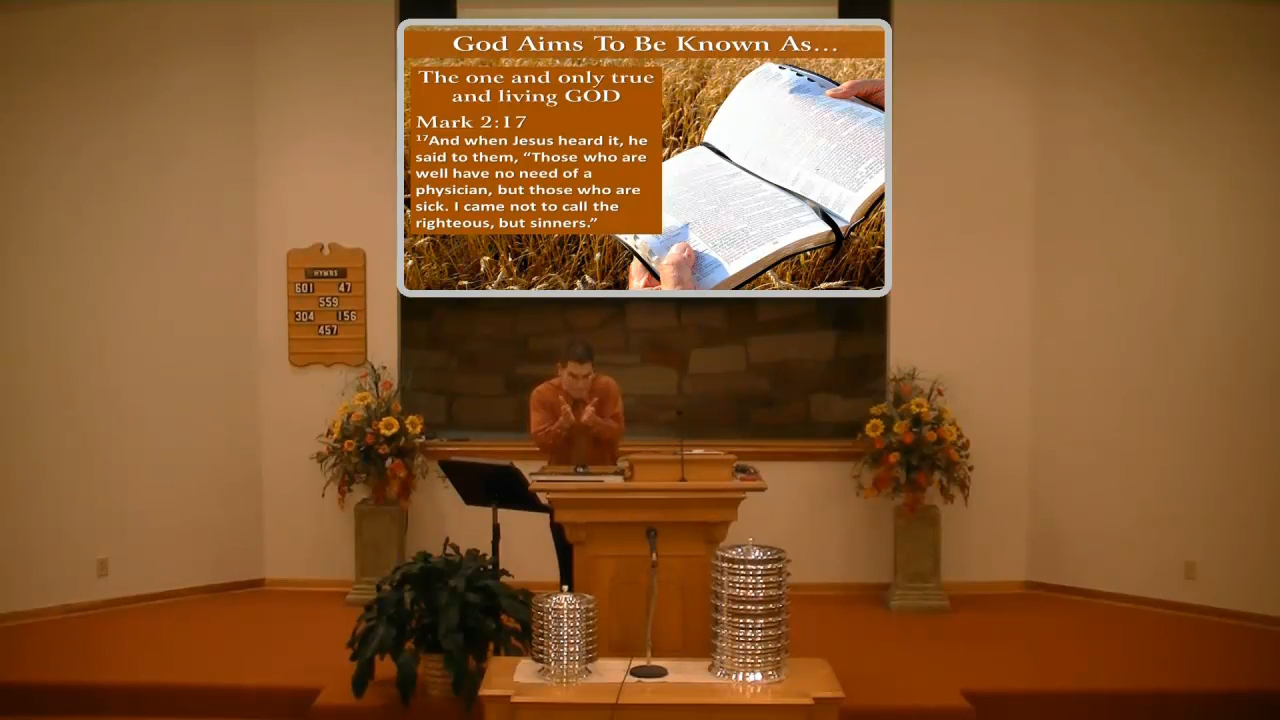 God Aims To Be Known As...
The one and only true
and living GOD
Mark 2:17
17And when Jesus heard it, he
said to them, “Those who are
well have no need of a
physician, but those who are
sick. I came not to call the
righteous, but sinners.”
HYMNS
601 47
559
304 156
457